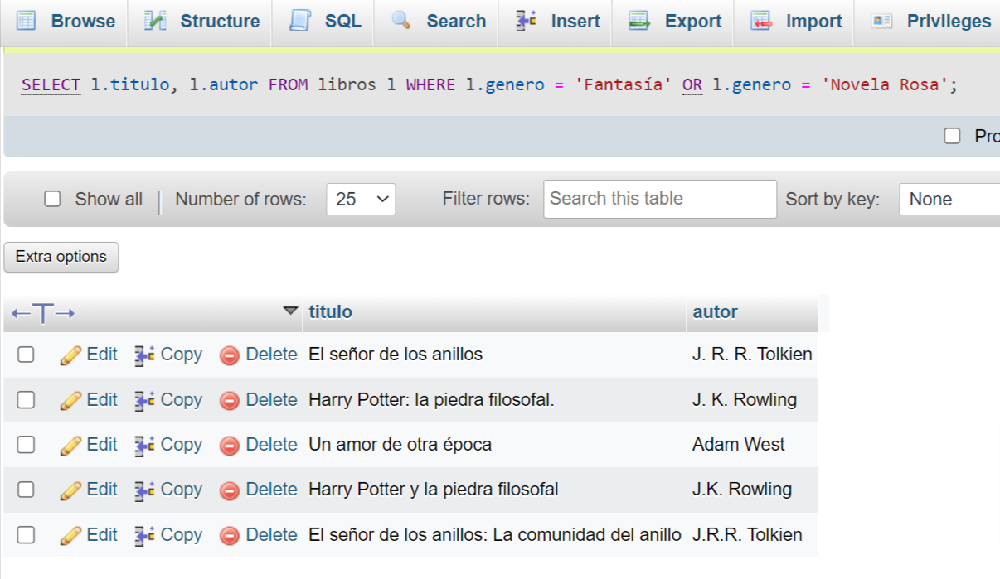 Browse Structure SQL Search Insert Export Import Privileges
SELECT l.titulo, l.autor FROM libros l WHERE l.genero = 'Fantasía' OR l.genero = 'Novela Rosa';
Pro
Show all | Number of rows: 25 Filter rows: Search this table Sort by key: None
Extra options
←T→ titulo autor
Edit Copy Delete El señor de los anillos J. R. R. Tolkien
Edit Copy Delete Harry Potter: la piedra filosofal. J. K. Rowling
Edit Copy Delete Un amor de otra época Adam West
Edit Copy Delete Harry Potter y la piedra filosofal J.K. Rowling
Edit Copy Delete El señor de los anillos: La comunidad del anillo J.R.R. Tolkien